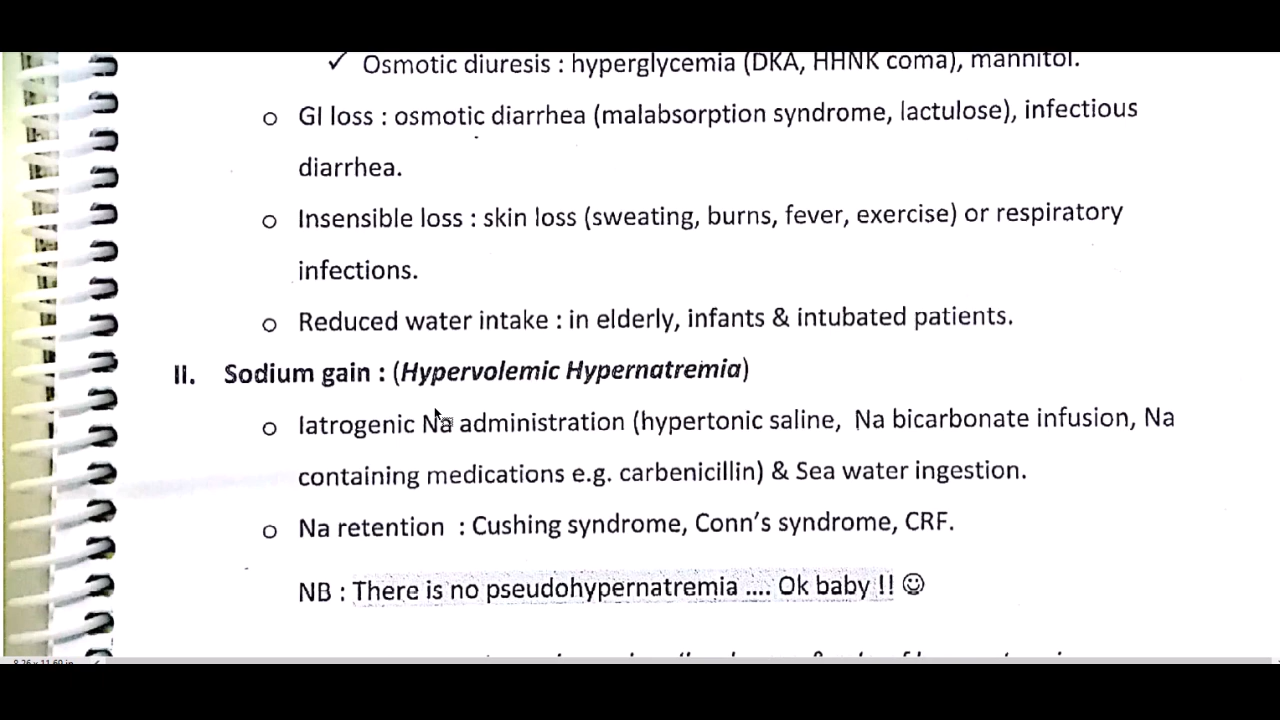 ✓ Osmotic diuresis : hyperglycemia (DKA, HHNK coma), mannitol.
o GI loss : osmotic diarrhea (malabsorption syndrome, lactulose), infectious
diarrhea.
o Insensible loss : skin loss (sweating, burns, fever, exercise) or respiratory
infections.
o Reduced water intake : in elderly, infants & intubated patients.
II. Sodium gain : (Hypervolemic Hypernatremia)
o Iatrogenic Na administration (hypertonic saline, Na bicarbonate infusion, Na
containing medications e.g. carbenicillin) & Sea water ingestion.
o Na retention : Cushing syndrome, Conn's syndrome, CRF.
NB : There is no pseudohypernatremia .... Ok baby !! ☺